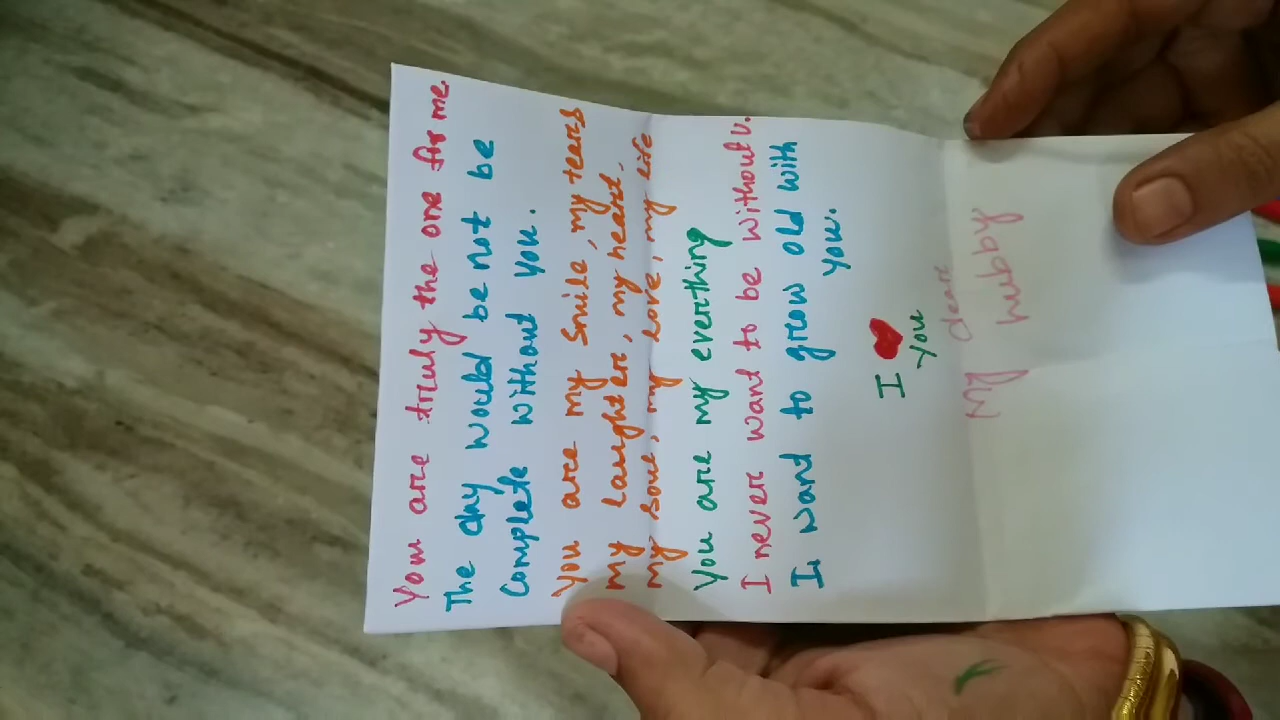 You are truly the one for me.
The day would be not be
complete without you.
You are my smile, my tears
my laughter, my heart.
my soul, my love, my life
You are my everything
I never want to be without u.
I want to grow old with
you.
I ❤ you
My dear hubby